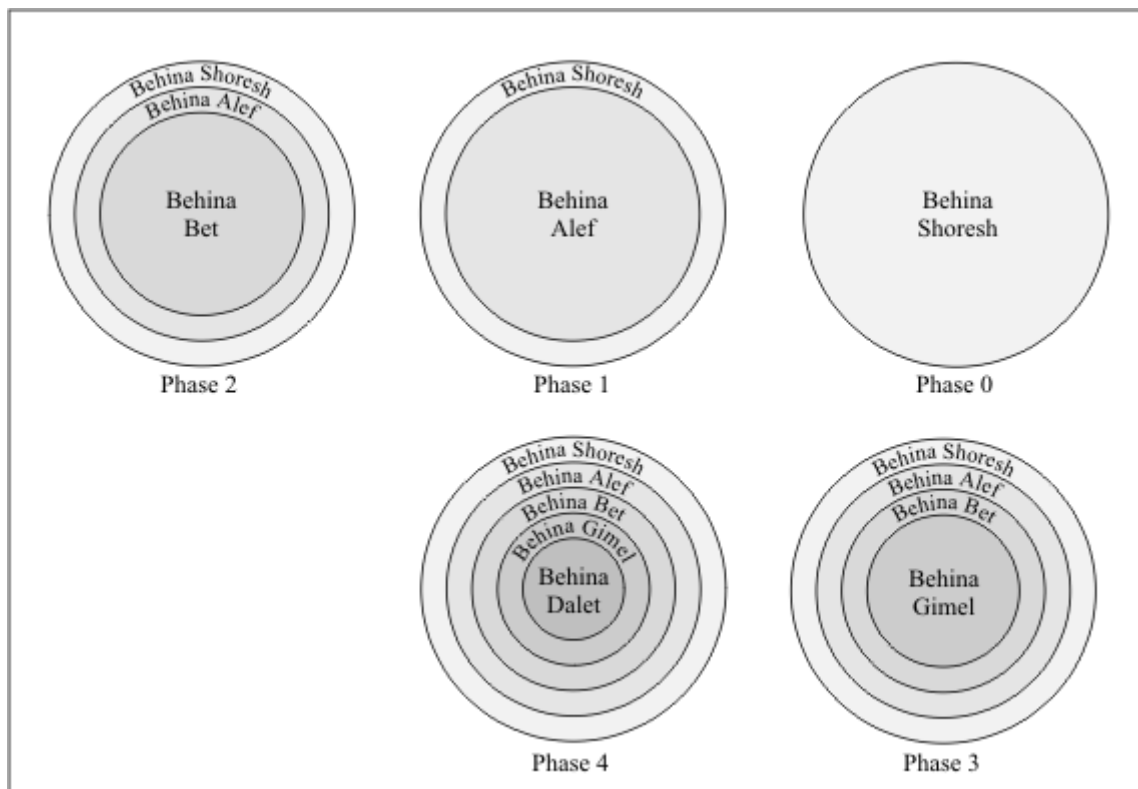 Behina Shoresh
Behina Alef
Behina
Bet
Phase 2
Behina Shoresh
Behina
Alef
Phase 1
Behina
Shoresh
Phase 0
Behina Shoresh
Behina Alef
Behina Bet
Behina Gimel
Behina
Dalet
Phase 4
Behina Shoresh
Behina Alef
Behina Bet
Behina
Gimel
Phase 3